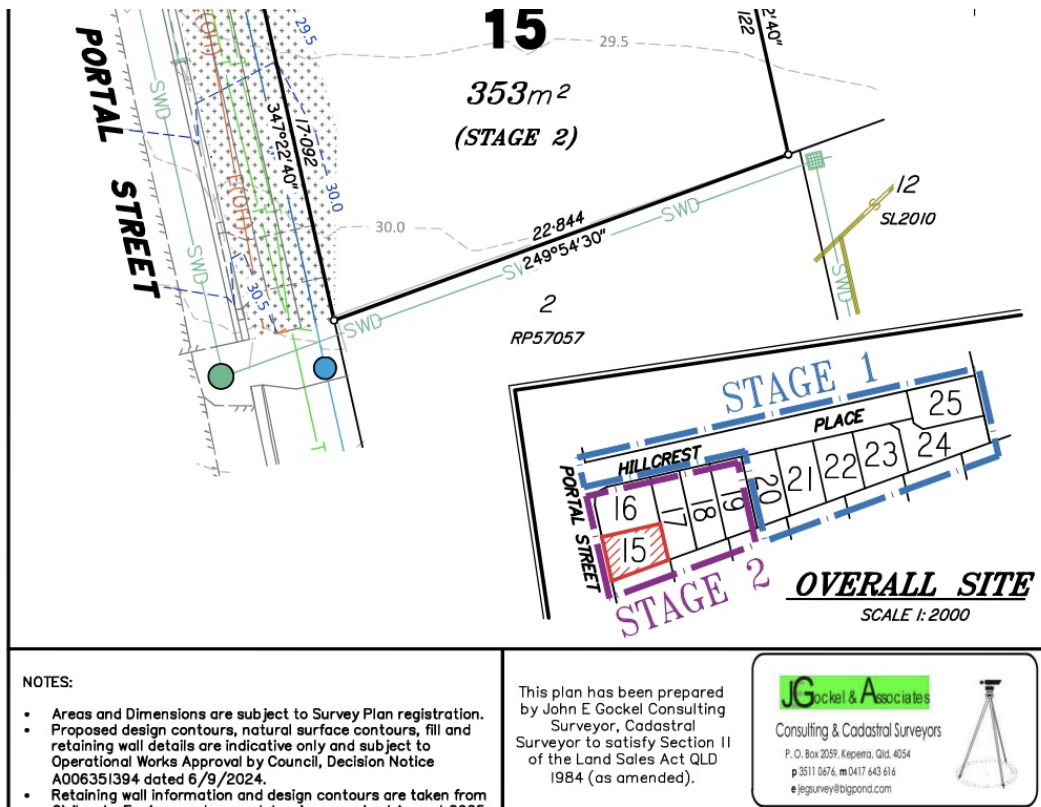 15
353m²
(STAGE 2)
PORTAL STREET
SWD
SWD
E(OH)
29.5
29.5
17·092
347°22'40"
30.0
30.0
30.5
2'40"
122
22·844
249°54'30"
SWD
SWD
SWD
T
T
S
12
SL2010
2
RP57057
STAGE 1
HILLCREST PLACE
PORTAL STREET
15
16
17
18
19
20
21
22
23
24
25
STAGE 2
OVERALL SITE
SCALE 1:2000
NOTES:
• Areas and Dimensions are subject to Survey Plan registration.
• Proposed design contours, natural surface contours, fill and
retaining wall details are indicative only and subject to
Operational Works Approval by Council, Decision Notice
A006351394 dated 6/9/2024.
• Retaining wall information and design contours are taken from
This plan has been prepared
by John E Gockel Consulting
Surveyor, Cadastral
Surveyor to satisfy Section 11
of the Land Sales Act QLD
1984 (as amended).
JGockel & Associates
Consulting & Cadastral Surveyors
P. O. Box 2059, Keperra, Qld, 4054
p 3511 0676, m 0417 643 616
e jegsurvey@bigpond.com